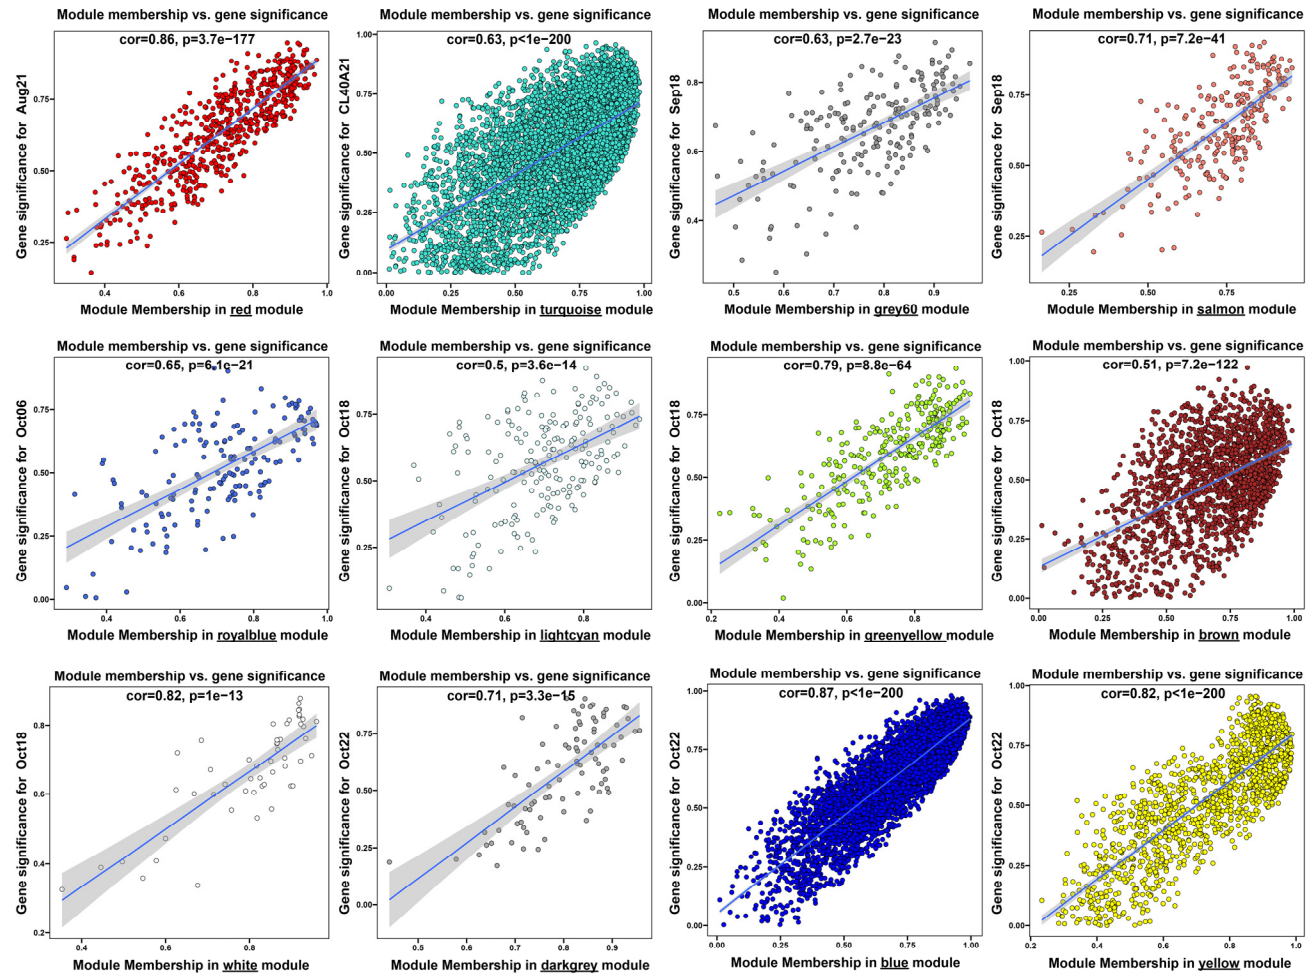 Module membership vs. gene significance
cor=0.86, p=3.7e−177
Gene significance for Aug21
0.75
0.50
0.25
0.4
0.6
0.8
1.0
Module Membership in red module
Module membership vs. gene significance
cor=0.63, p<1e−200
Gene significance for CL40A21
1.00
0.75
0.50
0.25
0.00
0.00
0.25
0.50
0.75
1.00
Module Membership in turquoise module
Module membership vs. gene significance
cor=0.63, p=2.7e−23
Gene significance for Sep18
0.8
0.6
0.4
0.5
0.6
0.7
0.8
0.9
Module Membership in grey60 module
Module membership vs. gene significance
cor=0.71, p=7.2e−41
Gene significance for Sep18
0.75
0.50
0.25
0.25
0.50
0.75
Module Membership in salmon module
Module membership vs. gene significance
cor=0.65, p=6.1e−21
Gene significance for Oct06
0.75
0.50
0.25
0.00
0.4
0.6
0.8
1.0
Module Membership in royalblue module
Module membership vs. gene significance
cor=0.5, p=3.6e−14
Gene significance for Oct18
0.75
0.50
0.25
0.4
0.6
0.8
Module Membership in lightcyan module
Module membership vs. gene significance
cor=0.79, p=8.8e−64
Gene significance for Oct18
0.75
0.50
0.25
0.00
0.2
0.4
0.6
0.8
Module Membership in greenyellow module
Module membership vs. gene significance
cor=0.51, p=7.2e−122
Gene significance for Oct18
1.00
0.75
0.50
0.25
0.00
0.00
0.25
0.50
0.75
1.00
Module Membership in brown module
Module membership vs. gene significance
cor=0.82, p=1e−13
Gene significance for Oct18
0.8
0.6
0.4
0.2
0.4
0.6
0.8
Module Membership in white module
Module membership vs. gene significance
cor=0.71, p=3.3e−15
Gene significance for Oct22
0.75
0.50
0.25
0.00
0.5
0.6
0.7
0.8
0.9
Module Membership in darkgrey module
Module membership vs. gene significance
cor=0.87, p<1e−200
Gene significance for Oct22
1.00
0.75
0.50
0.25
0.00
0.00
0.25
0.50
0.75
1.00
Module Membership in blue module
Module membership vs. gene significance
cor=0.82, p<1e−200
Gene significance for Oct22
1.00
0.75
0.50
0.25
0.00
0.2
0.4
0.6
0.8
1.0
Module Membership in yellow module